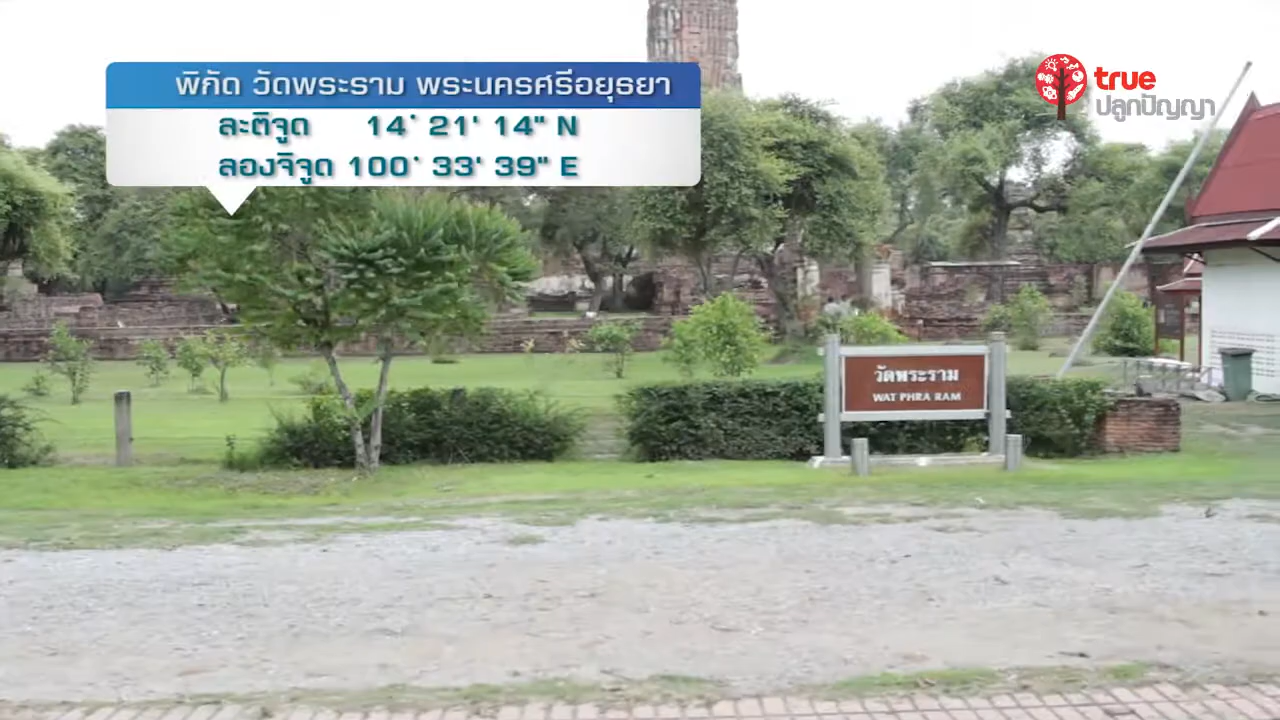 พิกัด วัดพระราม พระนครศรีอยุธยา
ละติจูด 14° 21' 14" N
ลองจิจูด 100° 33' 39" E
true
ปลูกปัญญา
วัดพระราม
WAT PHRA RAM